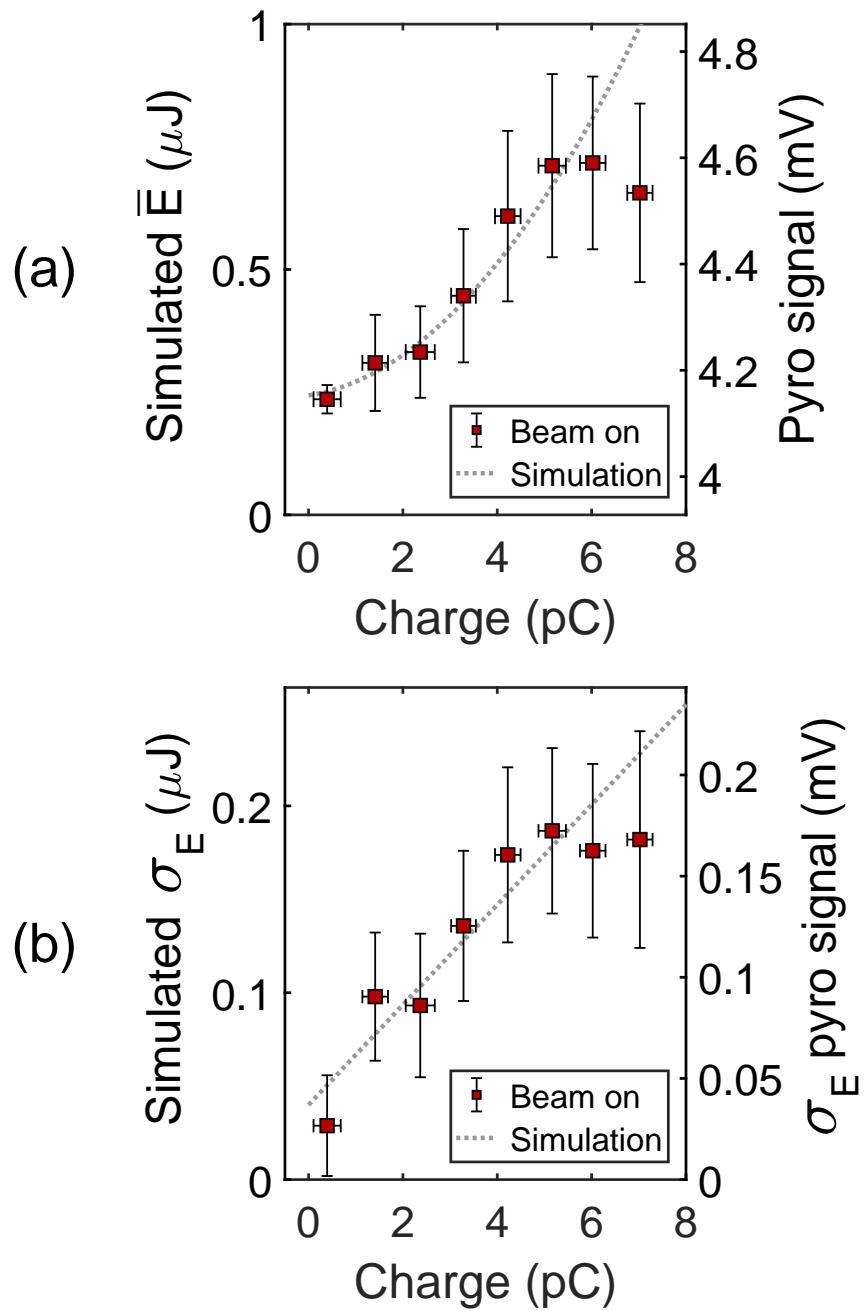 (a)
Simulated E̅ (μJ)
1
0.5
0
4.8
4.6
4.4
4.2
4
Pyro signal (mV)
Beam on
Simulation
0 2 4 6 8
Charge (pC)
(b)
Simulated σ_E (μJ)
0.2
0.1
0
0.2
0.15
0.1
0.05
0
σ_E pyro signal (mV)
Beam on
Simulation
0 2 4 6 8
Charge (pC)